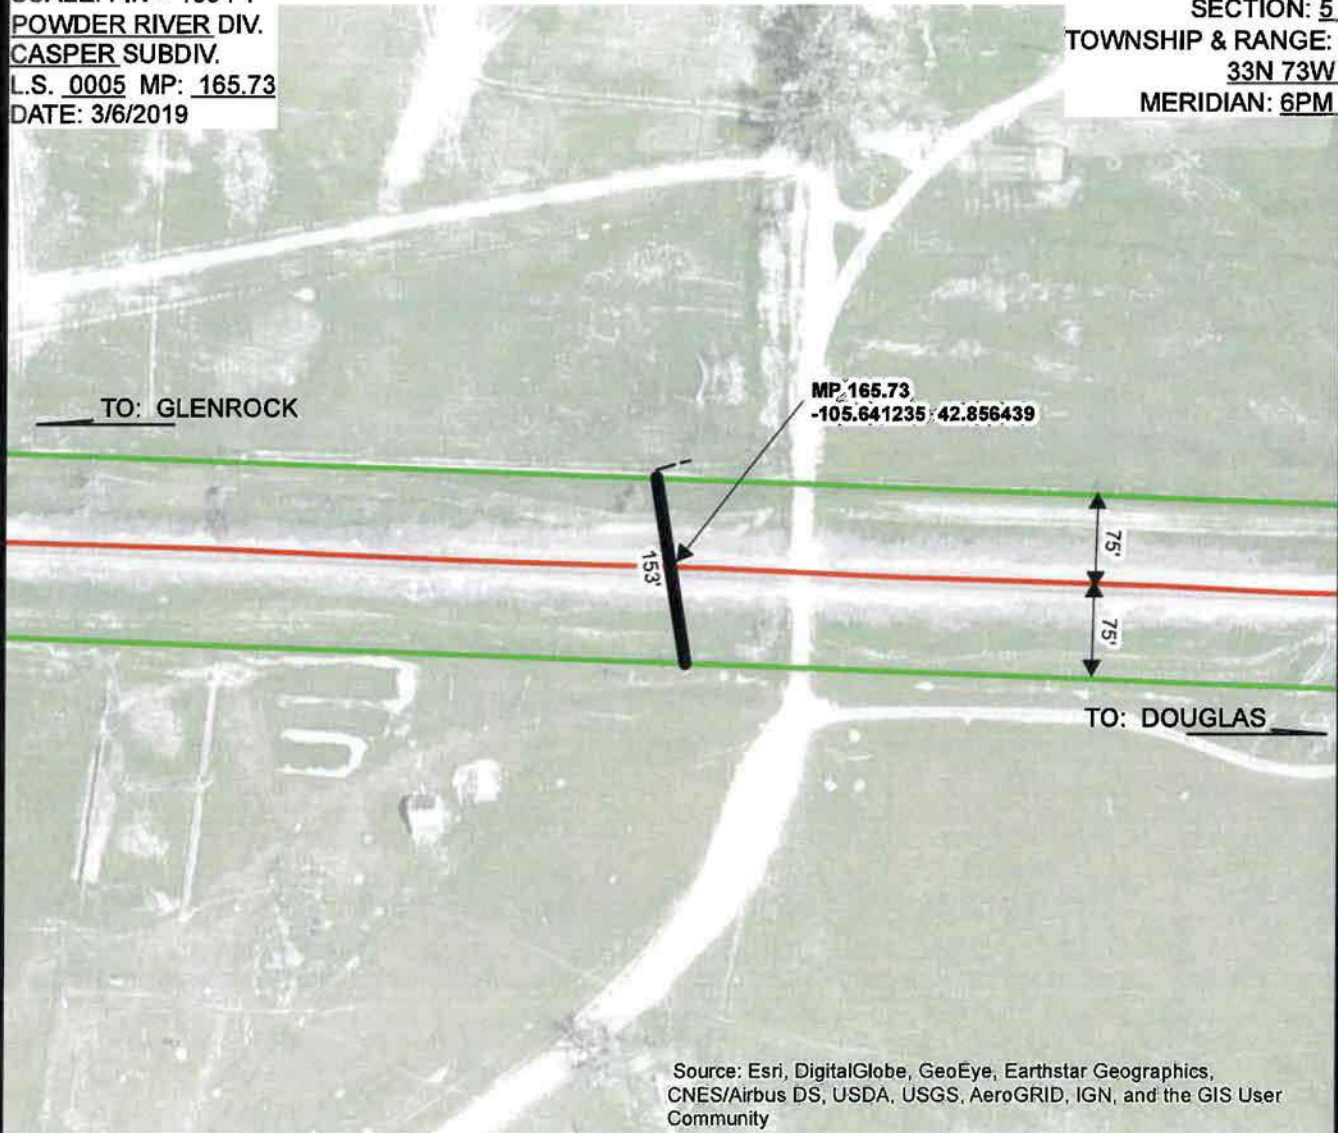 POWDER RIVER DIV.
CASPER SUBDIV.
L.S. 0005 MP: 165.73
DATE: 3/6/2019
SECTION: 5
TOWNSHIP & RANGE:
33N 73W
MERIDIAN: 6PM
MP 165.73
-105.641235 42.856439
TO: GLENROCK
153'
75'
75'
TO: DOUGLAS
Source: Esri, DigitalGlobe, GeoEye, Earthstar Geographics,
CNES/Airbus DS, USDA, USGS, AeroGRID, IGN, and the GIS User
Community